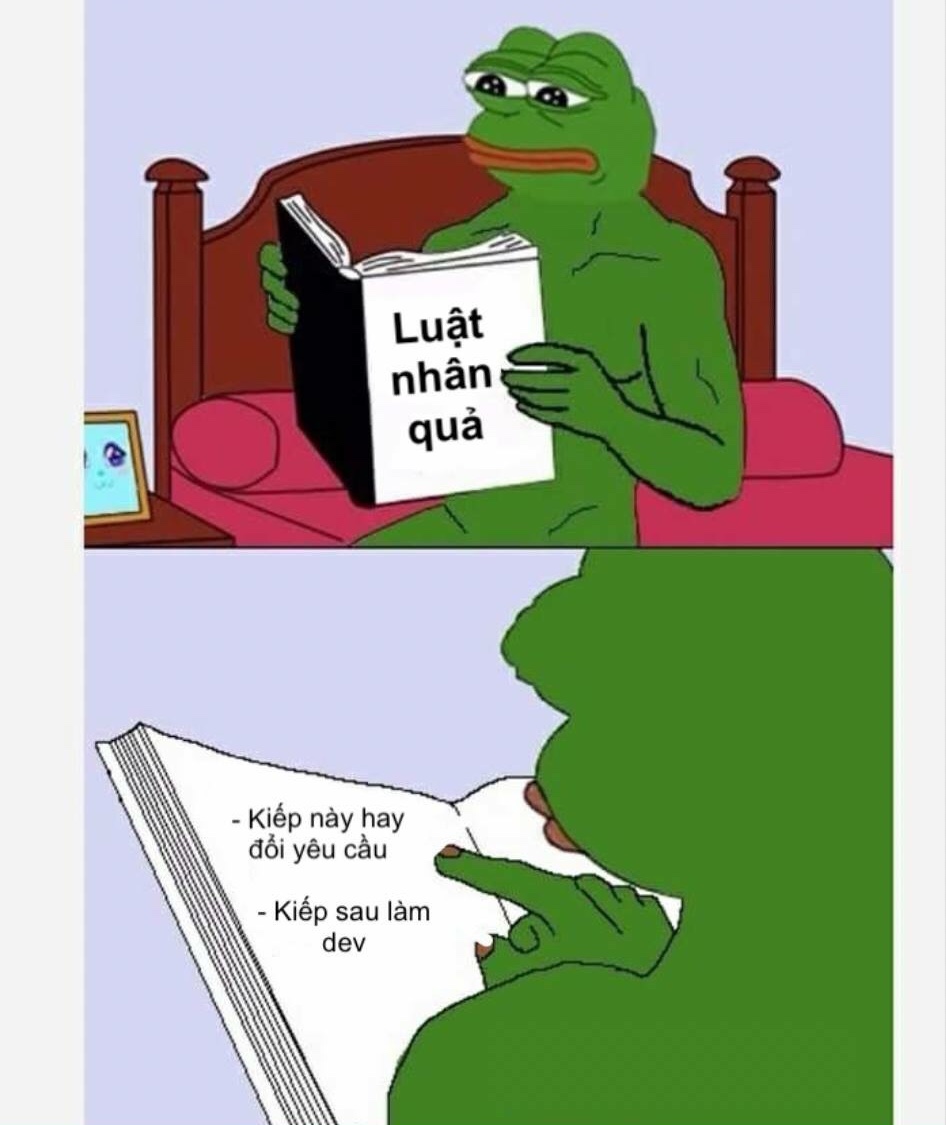 Luật
nhân
quả
- Kiếp này hay
đổi yêu cầu
- Kiếp sau làm
dev